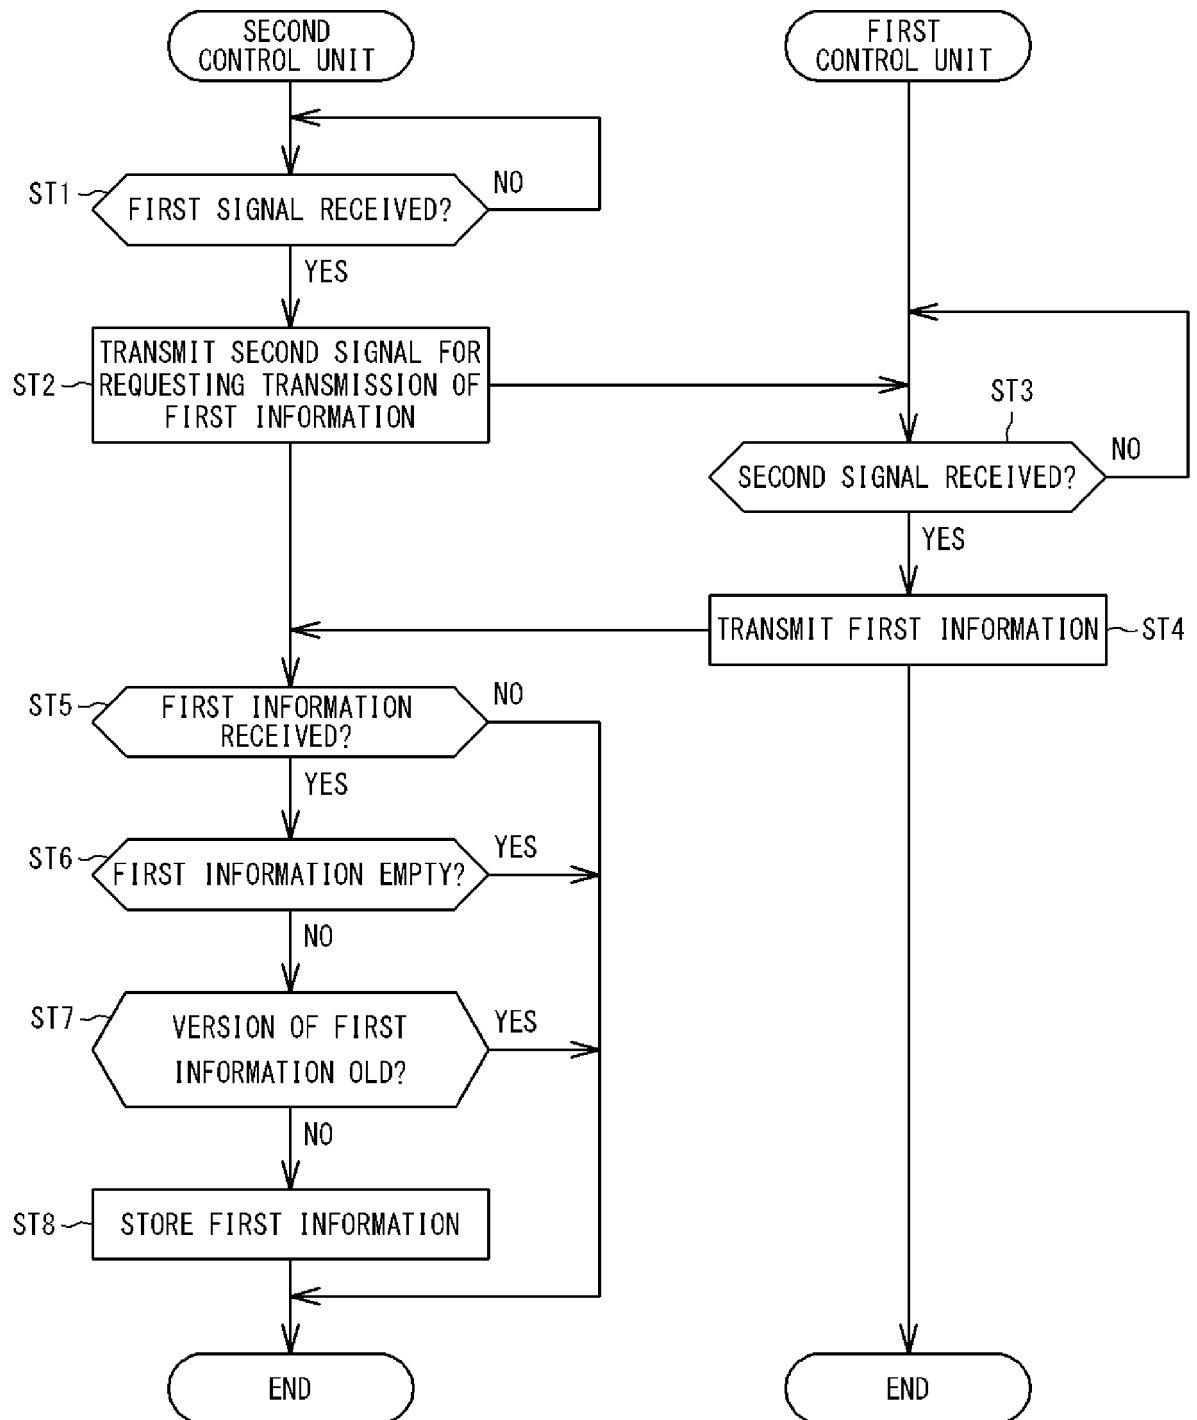 SECOND
CONTROL UNIT
FIRST
CONTROL UNIT
ST1
FIRST SIGNAL RECEIVED?
NO
YES
ST2
TRANSMIT SECOND SIGNAL FOR
REQUESTING TRANSMISSION OF
FIRST INFORMATION
ST3
SECOND SIGNAL RECEIVED?
NO
YES
TRANSMIT FIRST INFORMATION
ST4
ST5
FIRST INFORMATION
RECEIVED?
NO
YES
ST6
FIRST INFORMATION EMPTY?
YES
NO
ST7
VERSION OF FIRST
INFORMATION OLD?
YES
NO
ST8
STORE FIRST INFORMATION
END
END